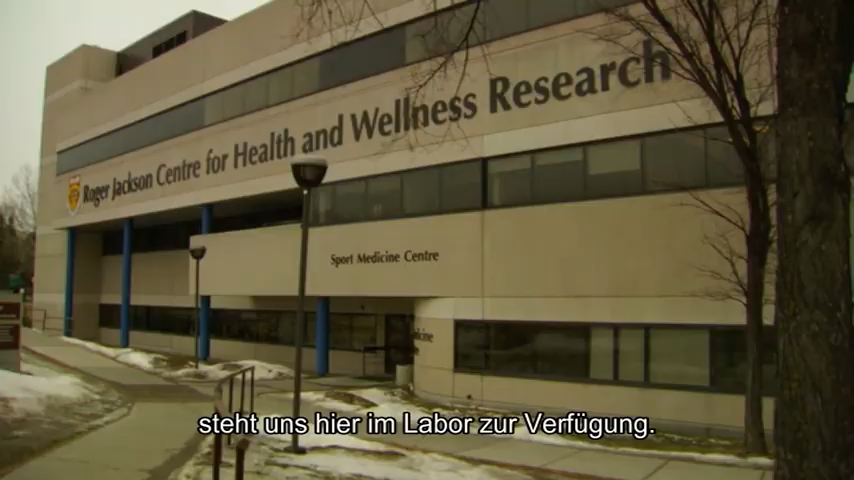 Roger Jackson Centre for Health and Wellness Research
Sport Medicine Centre
steht uns hier im Labor zur Verfügung.